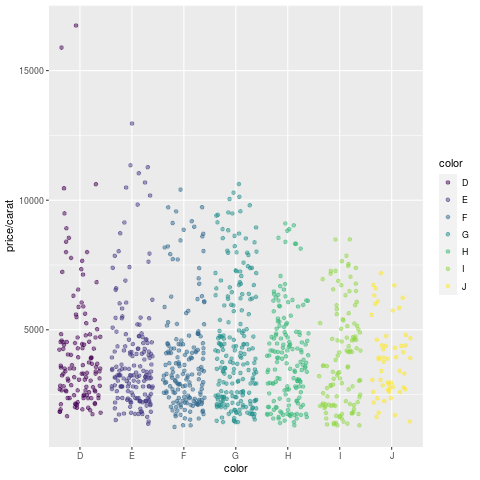 15000
10000
5000
price/carat
D E F G H I J
color
color
D
E
F
G
H
I
J